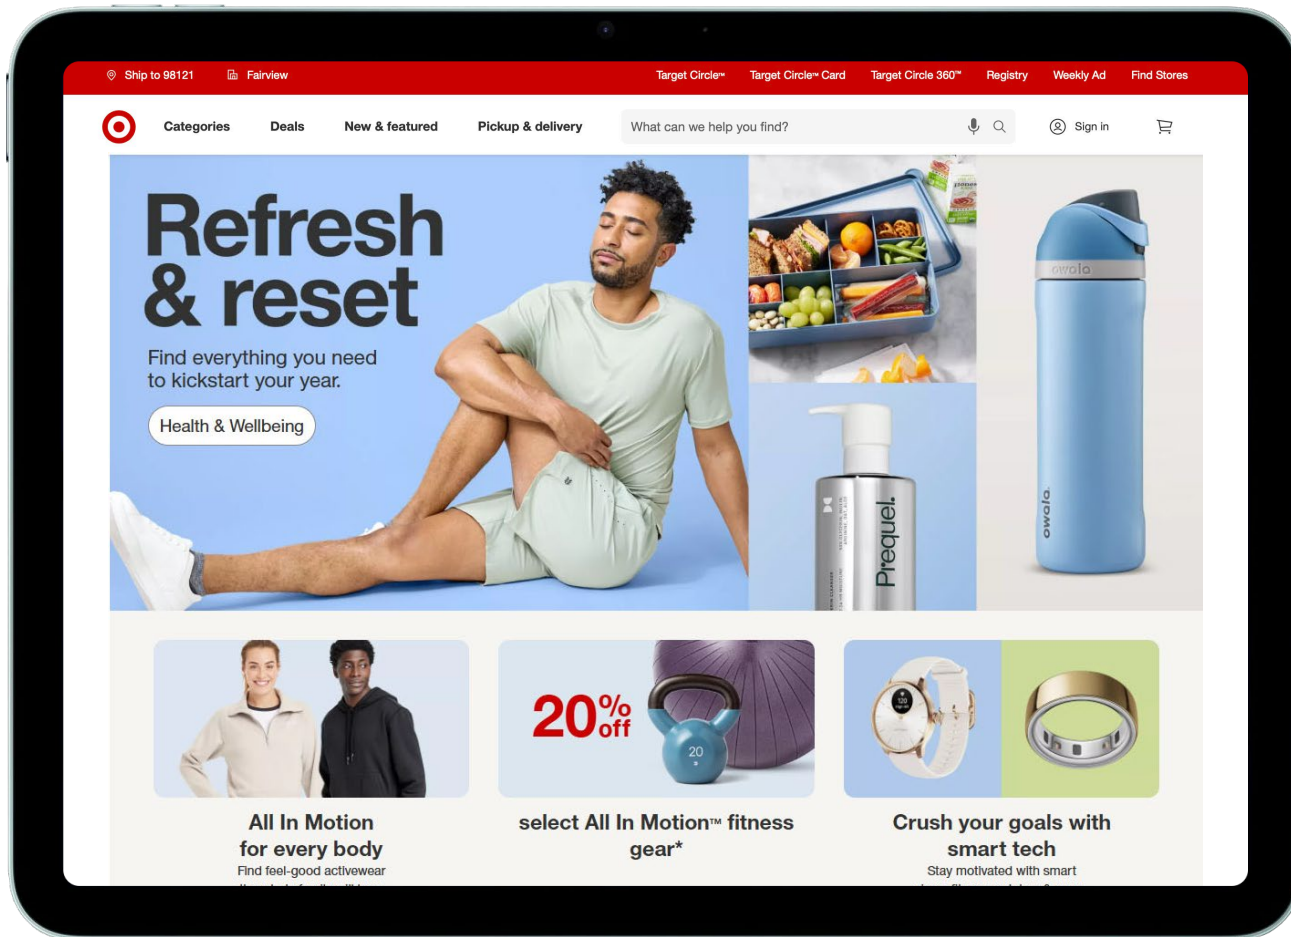 Ship to 98121
Fairview
Target Circle™
Target Circle™ Card
Target Circle 360™
Registry
Weekly Ad
Find Stores
Categories
Deals
New & featured
Pickup & delivery
What can we help you find?
Sign in
Refresh
& reset
Find everything you need
to kickstart your year.
Health & Wellbeing
owala
owala
Prequel.
20% off
20
120
All In Motion
for every body
Find feel-good activewear
select All In Motion™ fitness
gear*
Crush your goals with
smart tech
Stay motivated with smart